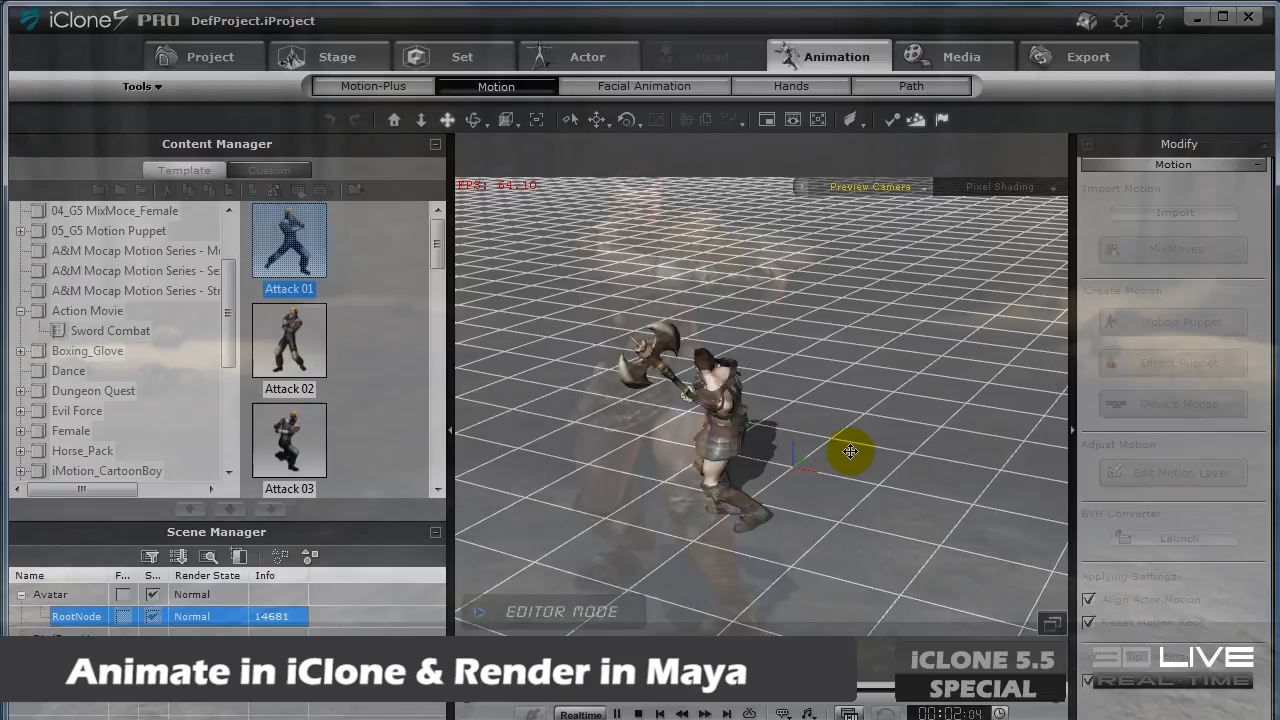 iClone5 PRO DefProject.iProject
Project Stage Set Actor Head Animation Media Export
Tools Motion-Plus Motion Facial Animation Hands Path
Content Manager
Template Custom
04_G5 MixMoce_Female
05_G5 Motion Puppet
A&M Mocap Motion Series - Mu
A&M Mocap Motion Series - Se
A&M Mocap Motion Series - Str
Action Movie
Sword Combat
Boxing_Glove
Dance
Dungeon Quest
Evil Force
Female
Horse_Pack
iMotion_CartoonBoy
Attack 01
Attack 02
Attack 03
FPS: 64.10
Preview Camera Pixel Shading
EDITOR MODE
Modify
Motion
Import Motion
Import
MixMoves
Create Motion
Motion Puppet
Direct Puppet
Device Mocap
Adjust Motion
Edit Motion Layer
BVH Converter
Launch
Applying Settings:
Align Actor Motion
Reset Motion Root
Scene Manager
Name F... S... Render State Info
Avatar Normal
RootNode Normal 14681
Animate in iClone & Render in Maya
iCLONE 5.5
SPECIAL
3D LIVE
REAL-TIME
Realtime 00:02:04